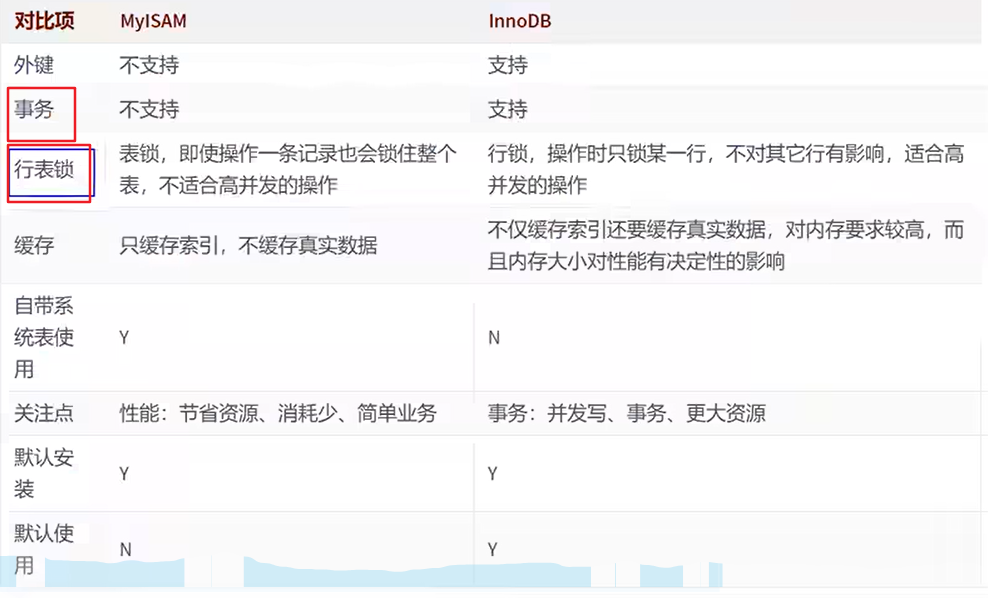 对比项 MyISAM InnoDB
外键 不支持 支持
事务 不支持 支持
行表锁 表锁，即使操作一条记录也会锁住整个 行锁，操作时只锁某一行，不对其它行有影响，适合高
表，不适合高并发的操作 并发的操作
缓存 只缓存索引，不缓存真实数据 不仅缓存索引还要缓存真实数据，对内存要求较高，而
且内存大小对性能有决定性的影响
自带系
统表使 Y N
用
关注点 性能：节省资源、消耗少、简单业务 事务：并发写、事务、更大资源
默认安 Y Y
装
默认使 N Y
用